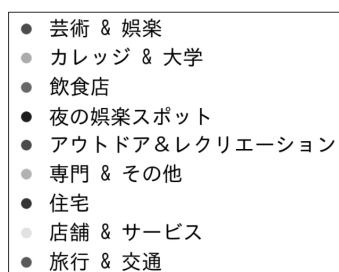 芸術 & 娯楽
カレッジ & 大学
飲食店
夜の娯楽スポット
アウトドア&レクリエーション
専門 & その他
住宅
店舗 & サービス
旅行 & 交通